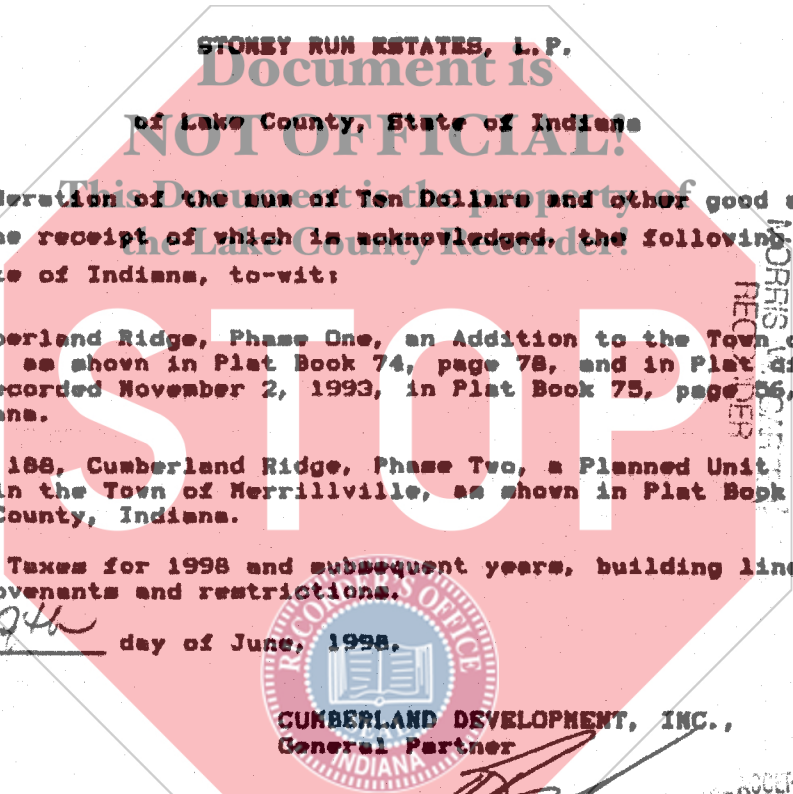 STONEY RUN ESTATES, L.P.
Document is
of Lake County, State of Indiana
NOT OFFICIAL!
deration of the sum of Ten Dollars and other good
This Document is the property of
he receipt of which is acknowledged, the following
the Lake County Recorder!
te of Indiana, to-wit:
berland Ridge, Phase One, an Addition to the Town
as shown in Plat Book 74, page 78, and in Plat
ecorded November 2, 1993, in Plat Book 75, page 56,
ana.
STOP
188, Cumberland Ridge, Phase Two, a Planned Unit
in the Town of Merrillville, as shown in Plat Book
County, Indiana.
Taxes for 1998 and subsequent years, building line
ovenants and restrictions.
day of June, 1998.
RECORDER'S OFFICE
SEAL
INDIANA
CUMBERLAND DEVELOPMENT, INC.,
General Partner
MORRIS W. CARTER
RECORDER